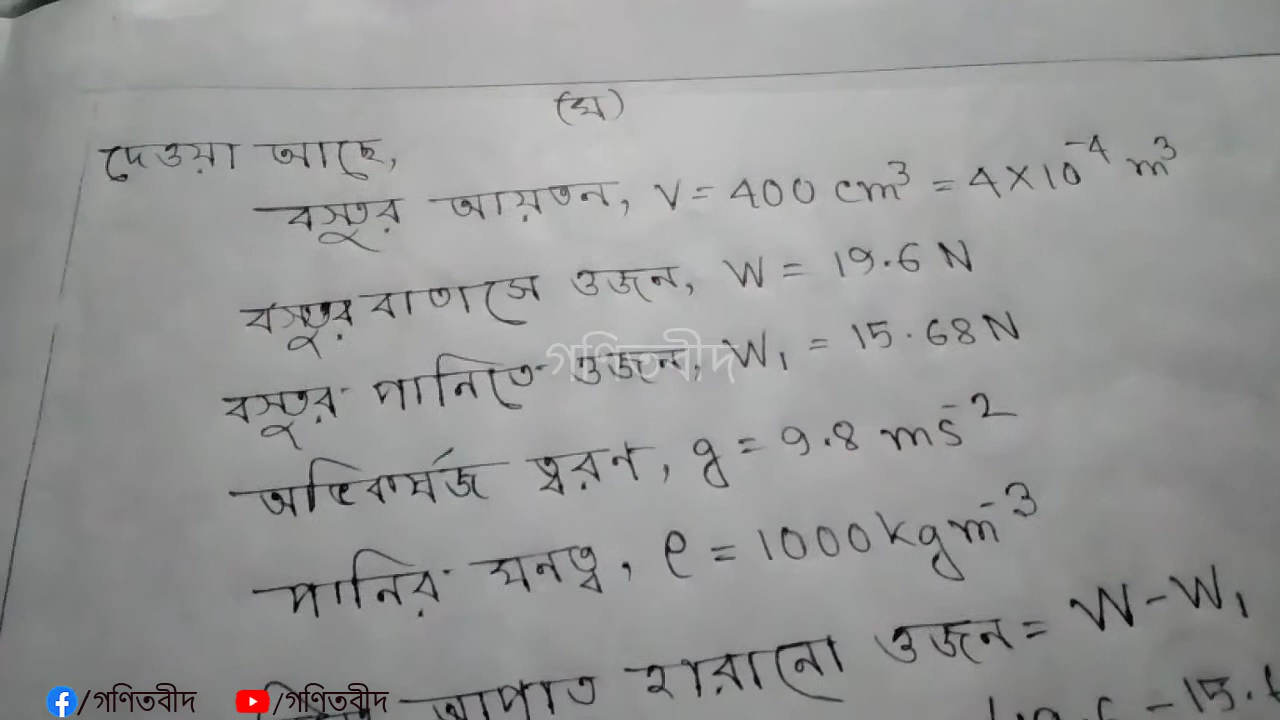 (ঘ)
দেওয়া আছে,
বস্তুর আয়তন, V = 400 cm³ = 4×10⁻⁴ m³
বস্তুর বাতাসে ওজন, W = 19.6 N
বস্তুর পানিতে ওজন, W₁ = 15.68 N
গণিতবীদ
অভিকর্ষজ ত্বরণ, g = 9.8 ms⁻²
পানির ঘনত্ব, ρ = 1000 kgm⁻³
আপাত হারানো ওজন = W - W₁
- 15.
/গণিতবীদ /গণিতবীদ